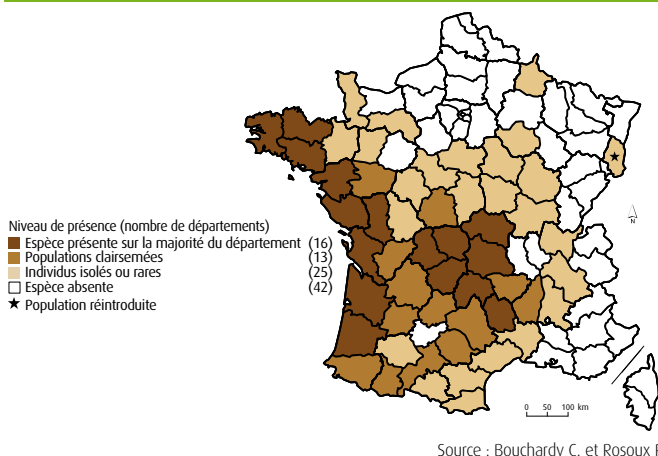 Niveau de présence (nombre de départements)
Espèce présente sur la majorité du département (16)
Populations clairsemées (13)
Individus isolés ou rares (25)
Espèce absente (42)
Population réintroduite
N
0 50 100 km
Source : Bouchardy C. et Rosoux